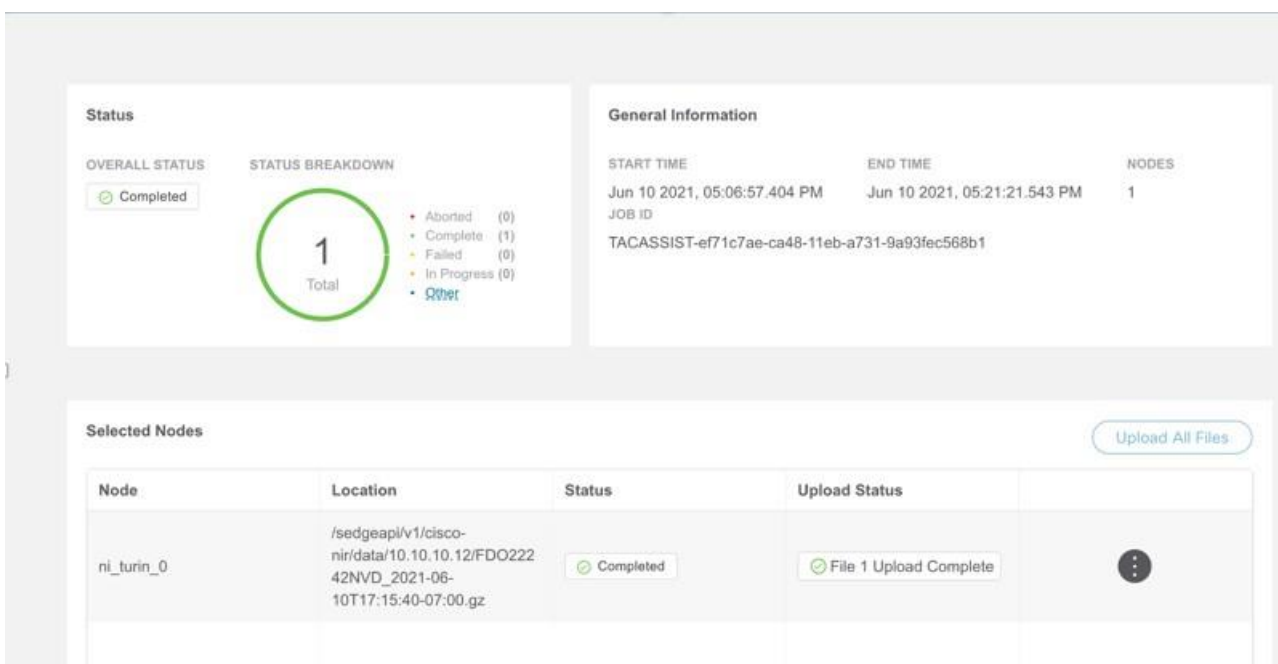 Status
OVERALL STATUS
Completed
STATUS BREAKDOWN
1
Total
Aborted (0)
Complete (1)
Failed (0)
In Progress (0)
Other
General Information
START TIME
Jun 10 2021, 05:06:57.404 PM
END TIME
Jun 10 2021, 05:21:21.543 PM
NODES
1
JOB ID
TACASSIST-ef71c7ae-ca48-11eb-a731-9a93fec568b1
Selected Nodes
Upload All Files
Node
Location
Status
Upload Status
ni_turin_0
/sedgeapi/v1/cisco-
nir/data/10.10.10.12/FDO222
42NVD_2021-06-
10T17:15:40-07:00.gz
Completed
File 1 Upload Complete